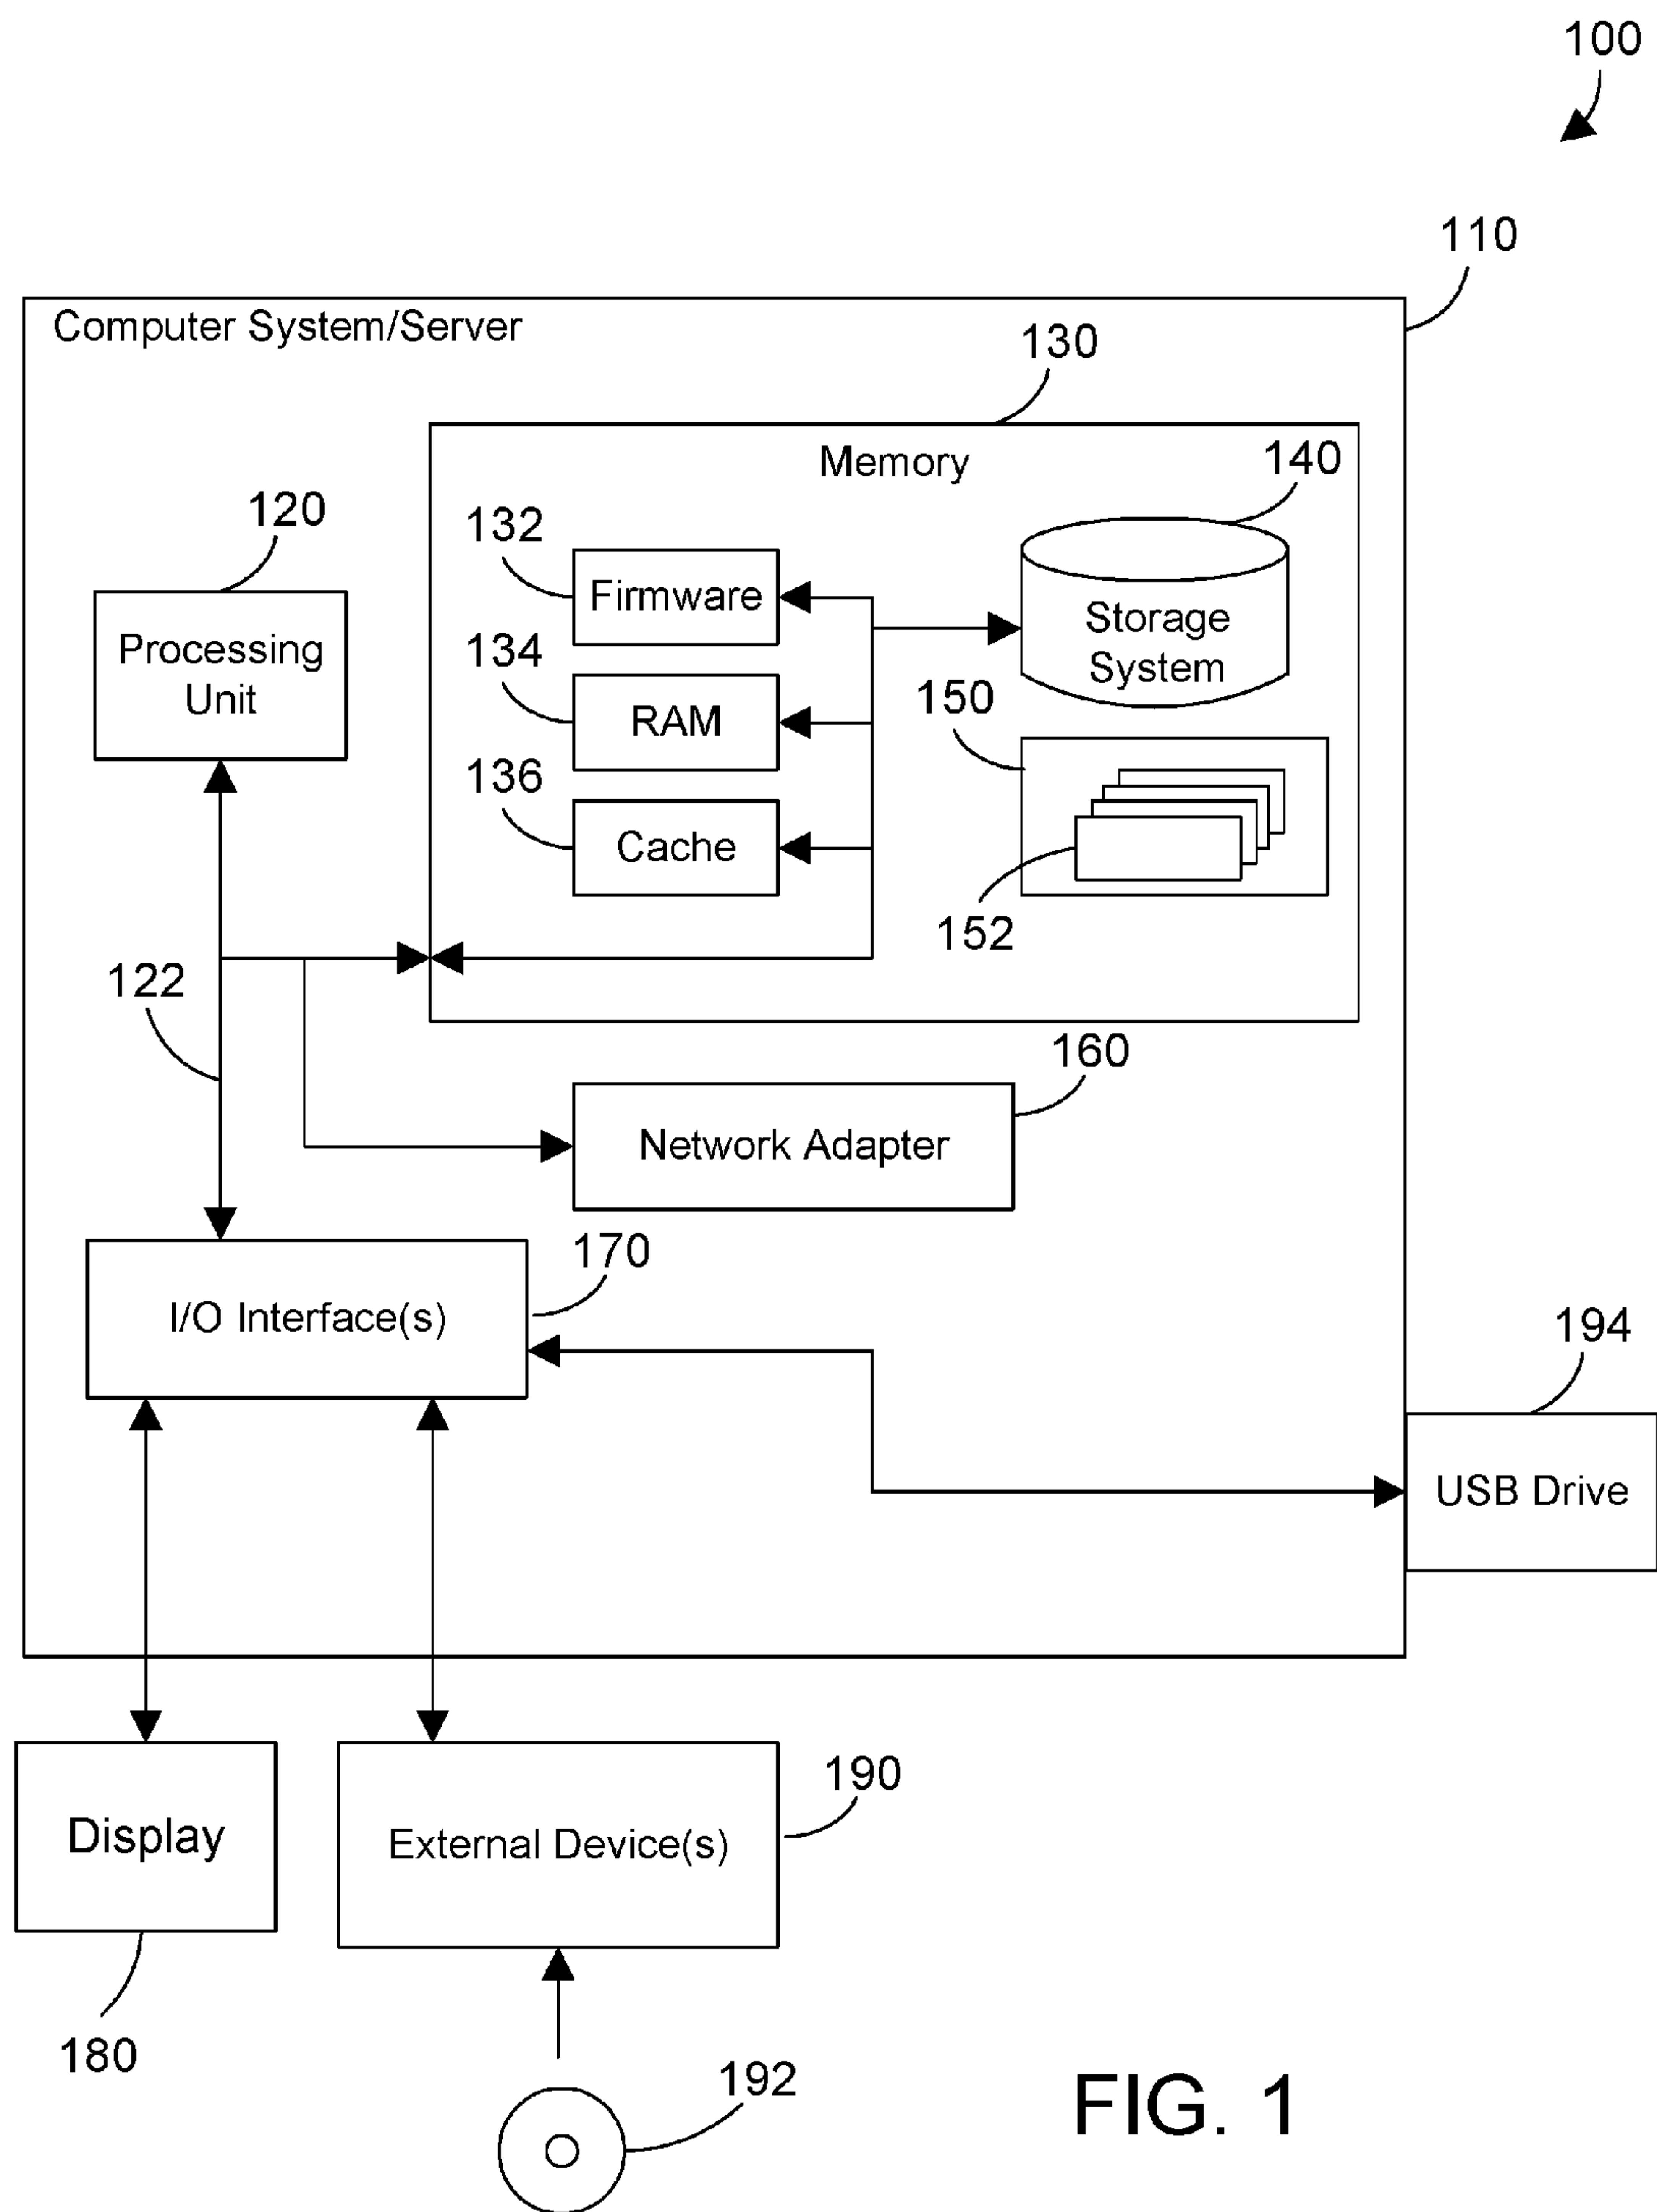 100
110
Computer System/Server
130
Memory
140
120
132
Firmware
Storage
System
Processing
Unit
134
RAM
150
136
Cache
152
122
160
Network Adapter
170
I/O Interface(s)
194
USB Drive
190
Display
External Device(s)
180
192
FIG. 1